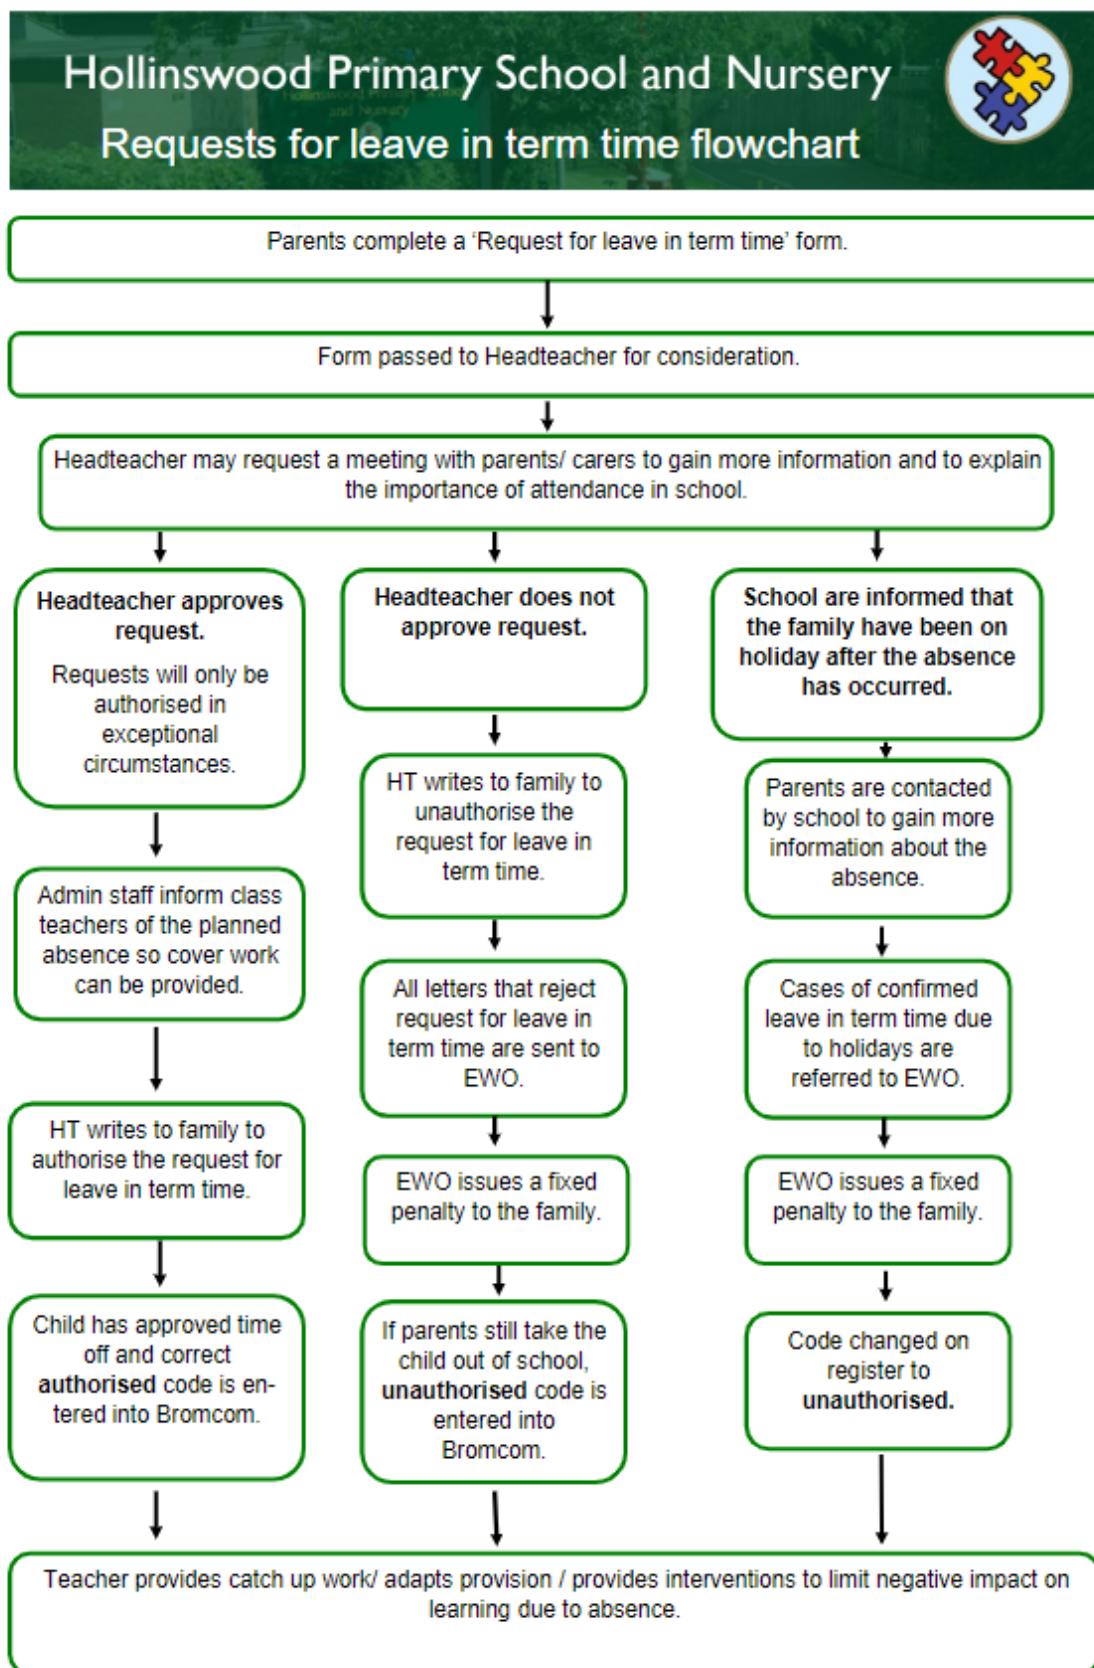 Hollinswood Primary School and Nursery
Requests for leave in term time flowchart
Parents complete a ‘Request for leave in term time’ form.
Form passed to Headteacher for consideration.
Headteacher may request a meeting with parents/ carers to gain more information and to explain
the importance of attendance in school.
Headteacher approves
request.
Requests will only be
authorised in
exceptional
circumstances.
Admin staff inform class
teachers of the planned
absence so cover work
can be provided.
HT writes to family to
authorise the request for
leave in term time.
Child has approved time
off and correct
authorised code is en-
tered into Bromcom.
Headteacher does not
approve request.
HT writes to family to
unauthorise the
request for leave in
term time.
All letters that reject
request for leave in
term time are sent to
EWO.
EWO issues a fixed
penalty to the family.
If parents still take the
child out of school,
unauthorised code is
entered into
Bromcom.
School are informed that
the family have been on
holiday after the absence
has occurred.
Parents are contacted
by school to gain more
information about the
absence.
Cases of confirmed
leave in term time due
to holidays are
referred to EWO.
EWO issues a fixed
penalty to the family.
Code changed on
register to
unauthorised.
Teacher provides catch up work/ adapts provision / provides interventions to limit negative impact on
learning due to absence.